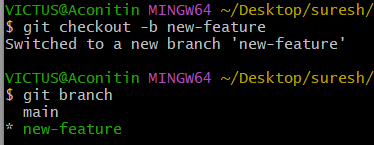 VICTUS@Aconitin MINGW64 ~/Desktop/suresh/
$ git checkout -b new-feature
Switched to a new branch 'new-feature'
VICTUS@Aconitin MINGW64 ~/Desktop/suresh/
$ git branch
  main
* new-feature